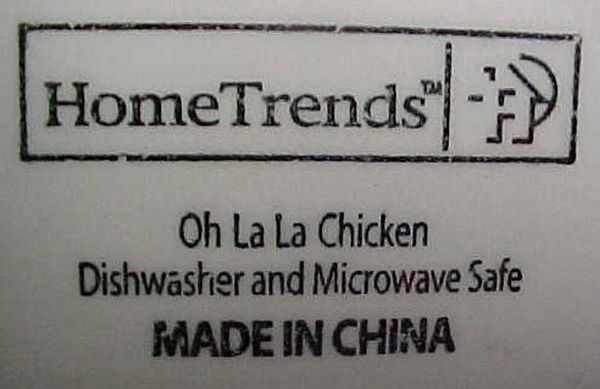 HomeTrends™
Oh La La Chicken
Dishwasher and Microwave Safe
MADE IN CHINA